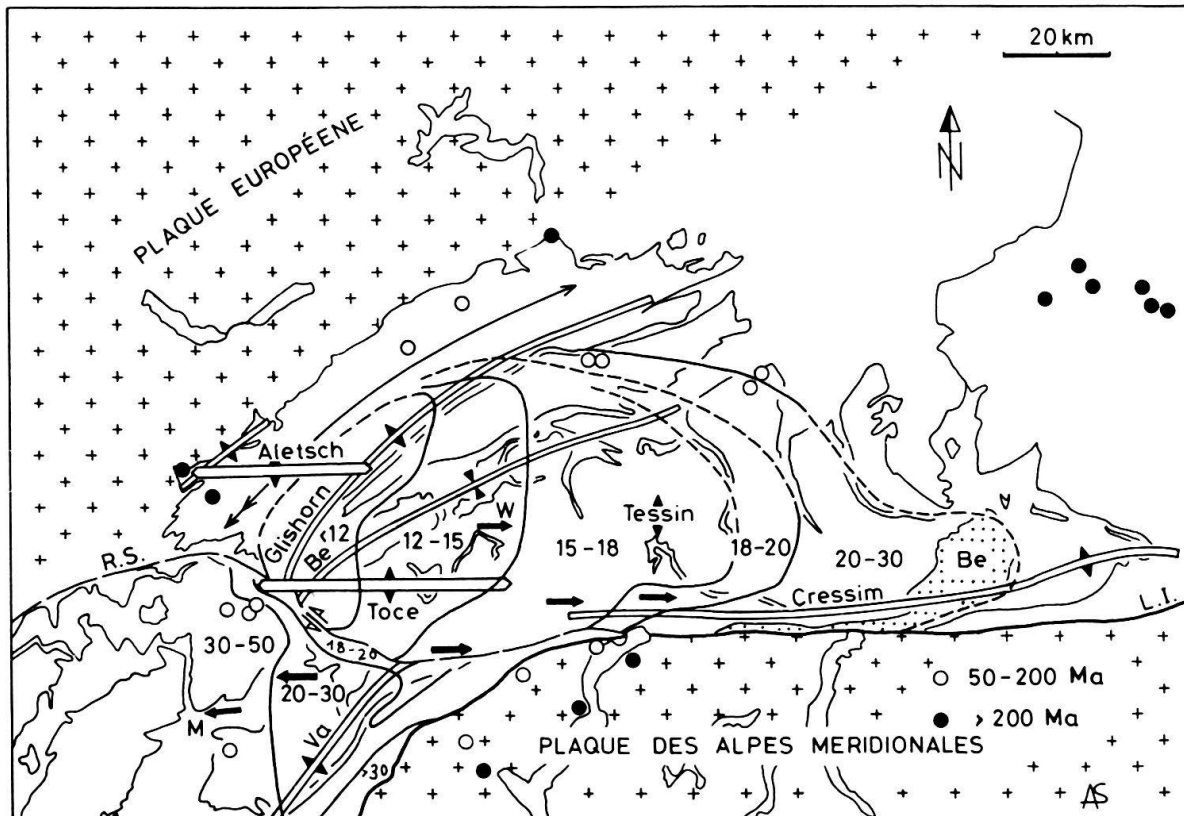 20 km
N
PLAQUE EUROPÉENE
Aletsch
Glishorn
R.S.
Be
<12
12-15
W
15-18
Tessin
18-20
20-30
Be
Cressim
L.I.
Toce
A
18-20
30-50
20-30
M
Va
>30
50-200 Ma
> 200 Ma
PLAQUE DES ALPES MERIDIONALES
AS